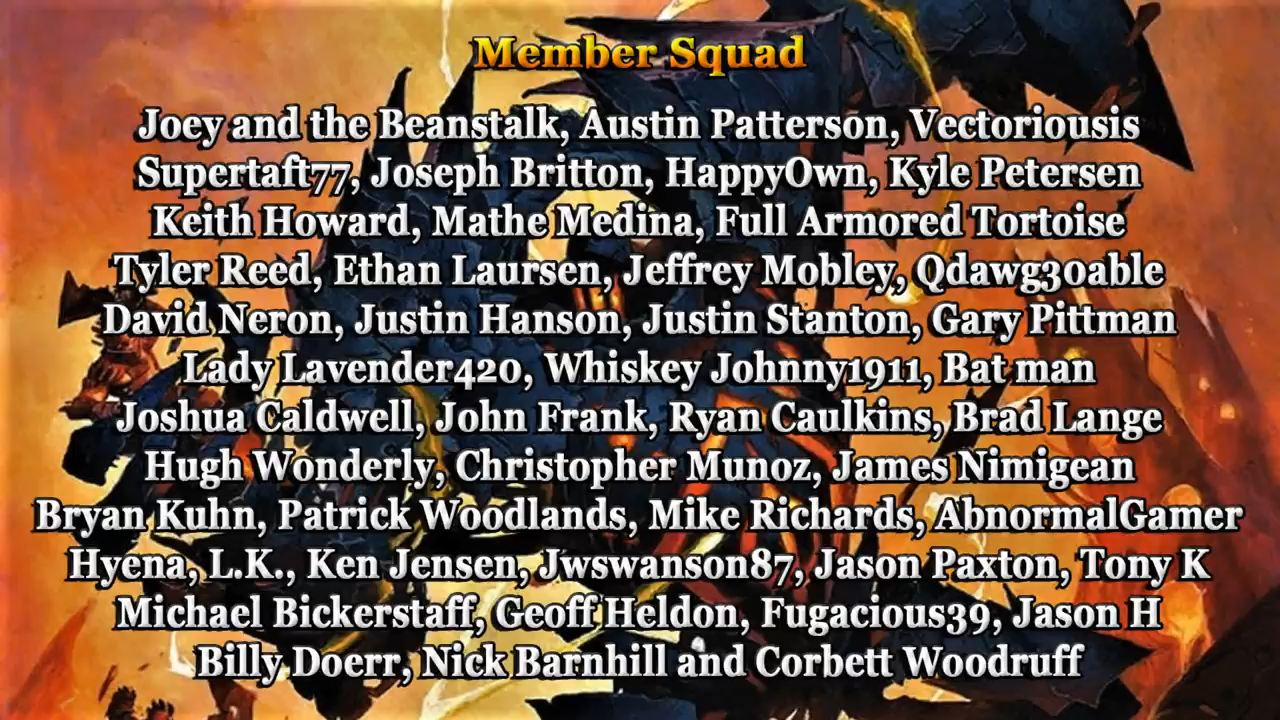 Member Squad
Joey and the Beanstalk, Austin Patterson, Vectoriousis
Supertaft77, Joseph Britton, HappyOwn, Kyle Petersen
Keith Howard, Mathe Medina, Full Armored Tortoise
Tyler Reed, Ethan Laursen, Jeffrey Mobley, Qdawg30able
David Neron, Justin Hanson, Justin Stanton, Gary Pittman
Lady Lavender420, Whiskey Johnny1911, Bat man
Joshua Caldwell, John Frank, Ryan Caulkins, Brad Lange
Hugh Wonderly, Christopher Munoz, James Nimigean
Bryan Kuhn, Patrick Woodlands, Mike Richards, AbnormalGamer
Hyena, L.K., Ken Jensen, Jwswanson87, Jason Paxton, Tony K
Michael Bickerstaff, Geoff Heldon, Fugacious39, Jason H
Billy Doerr, Nick Barnhill and Corbett Woodruff